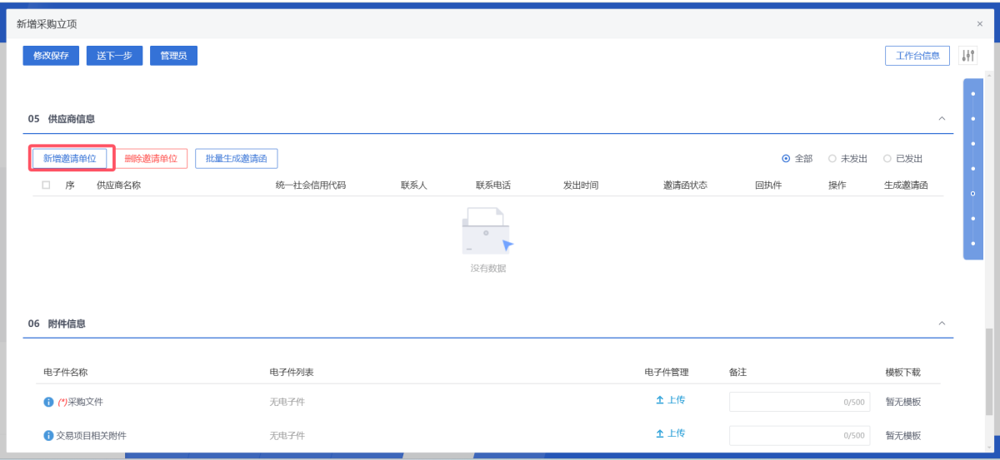 新增采购立项 ×
修改保存 送下一步 管理员 工作台信息
05 供应商信息
新增邀请单位 删除邀请单位 批量生成邀请函 全部 未发出 已发出
序 供应商名称 统一社会信用代码 联系人 联系电话 发出时间 邀请函状态 回执件 操作 生成邀请函
没有数据
06 附件信息
电子件名称 电子件列表 电子件管理 备注 模板下载
(*)采购文件 无电子件 上传 0/500 暂无模板
交易项目相关附件 无电子件 上传 0/500 暂无模板